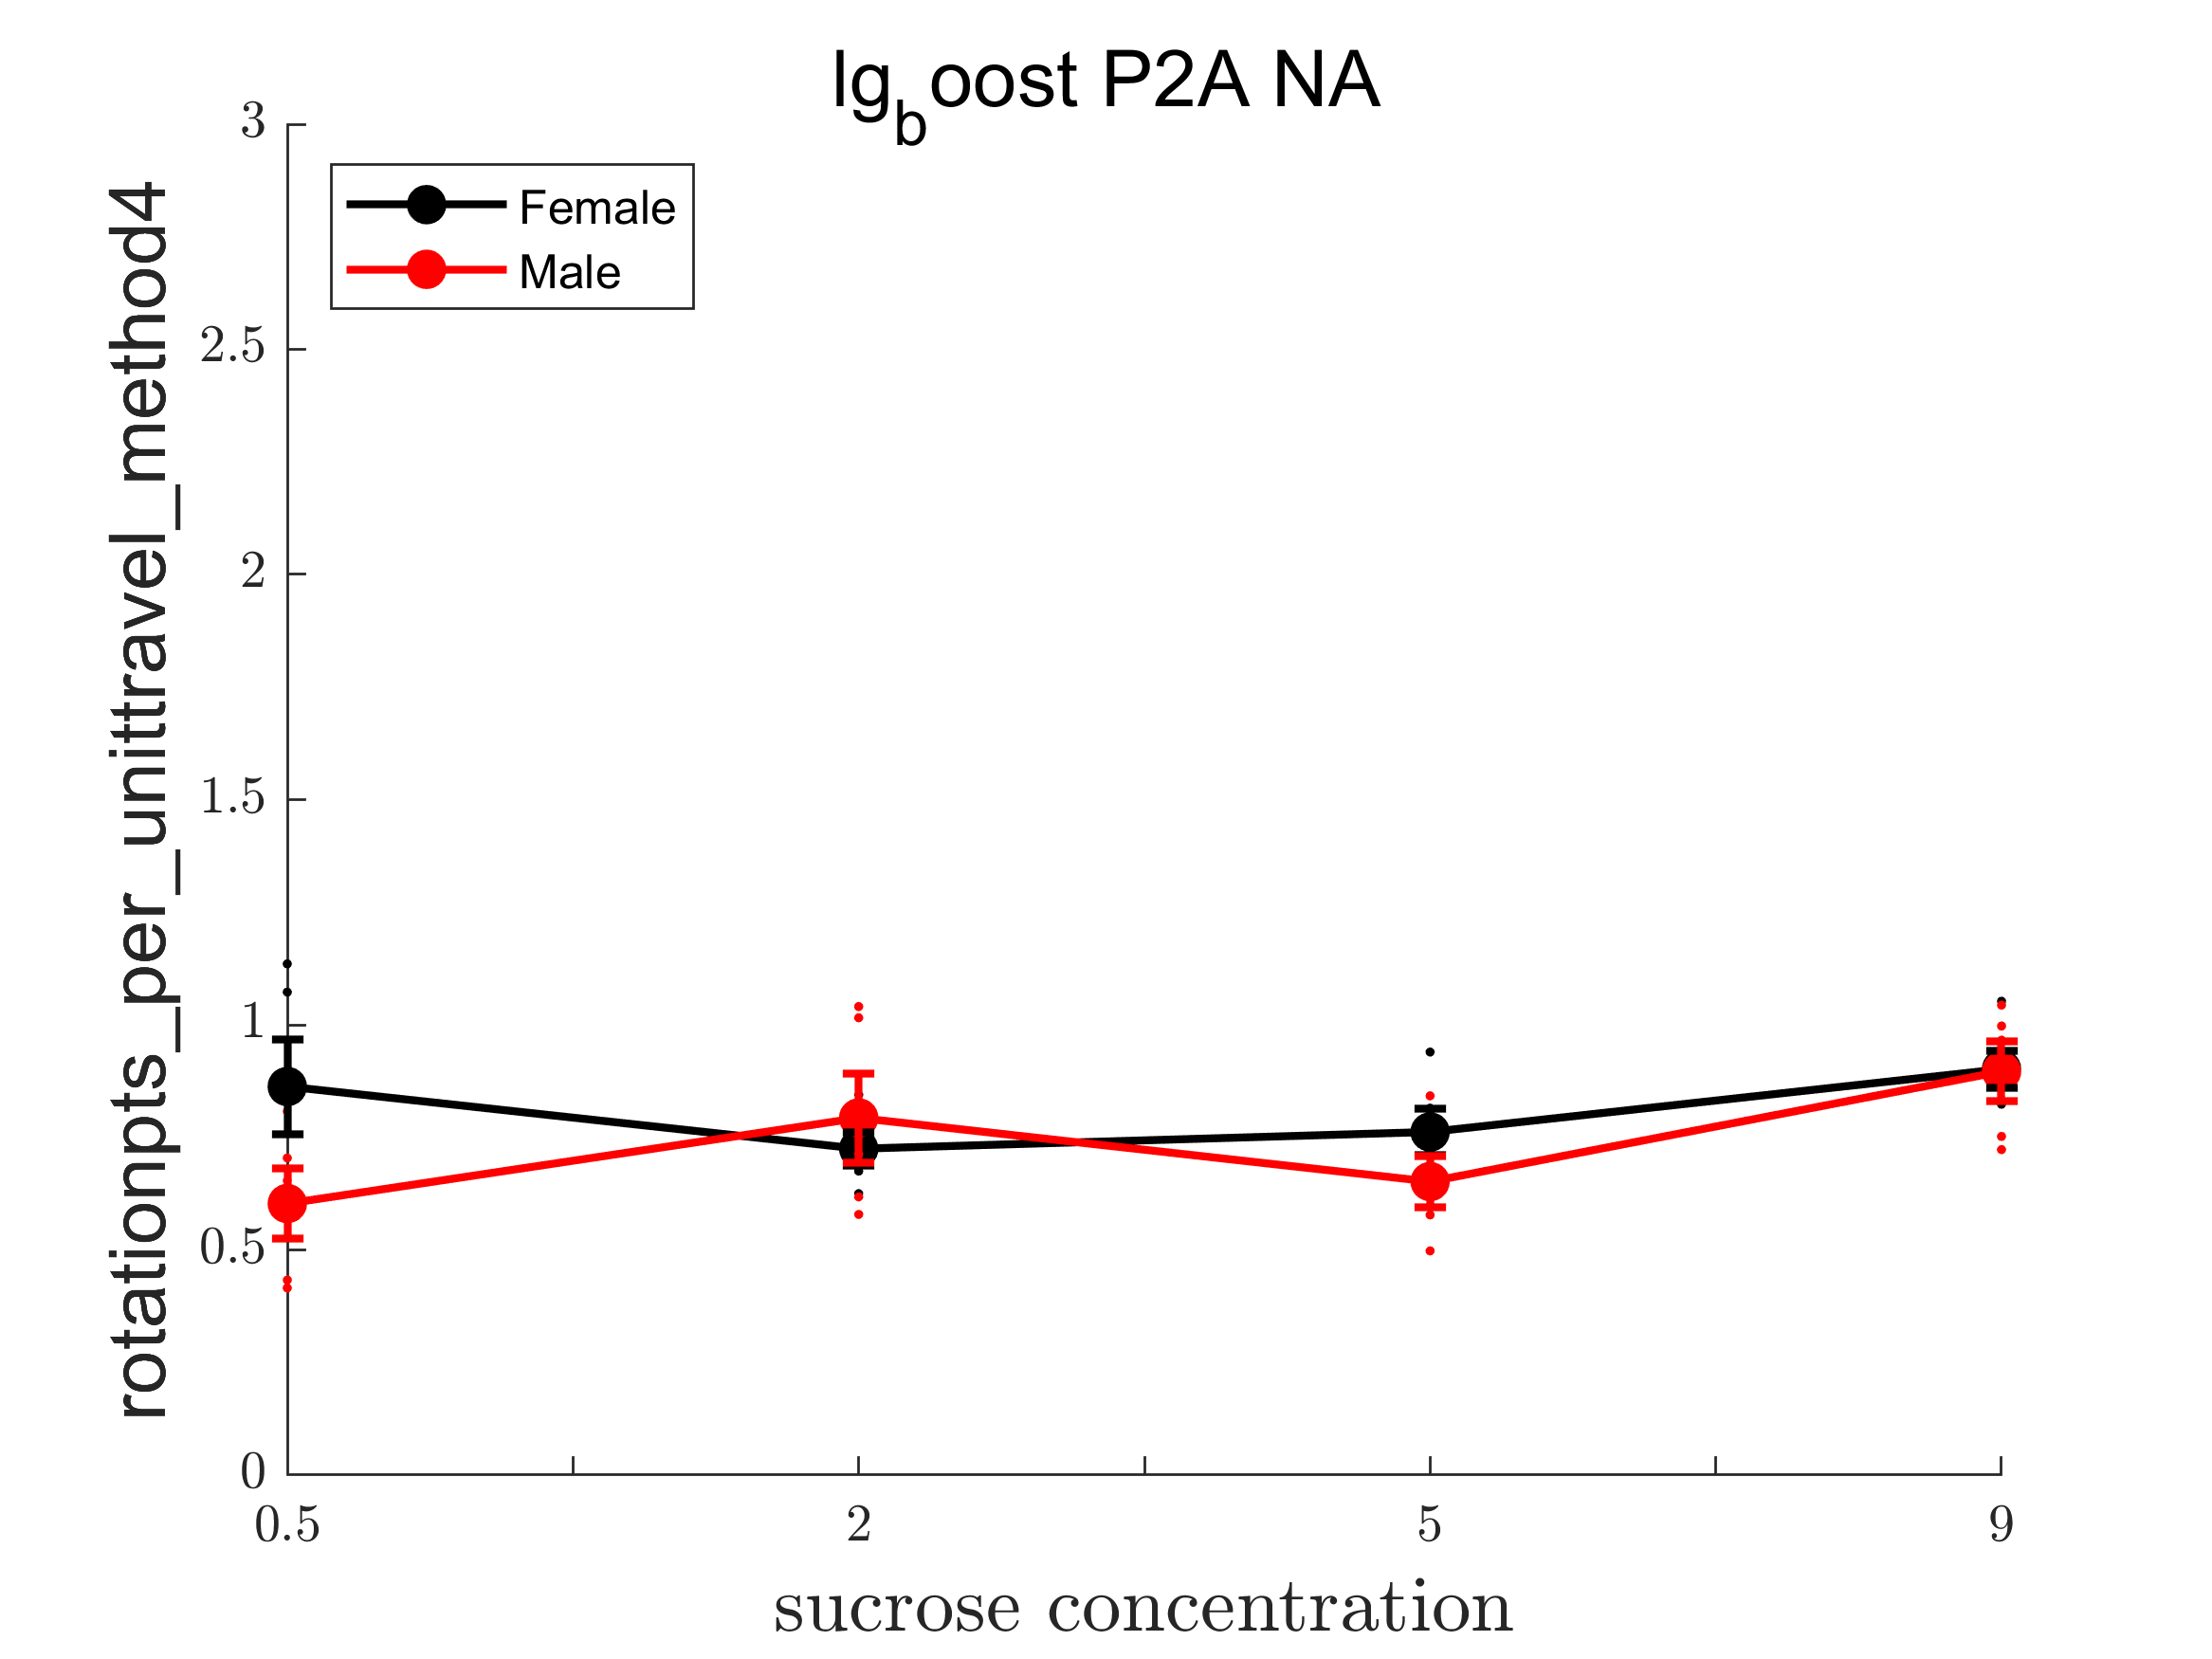 lg_boost P2A NA
3
2.5
2
1.5
1
0.5
0
Female
Male
rotationpts_per_unittravel_method4
0.5 2 5 9
sucrose concentration